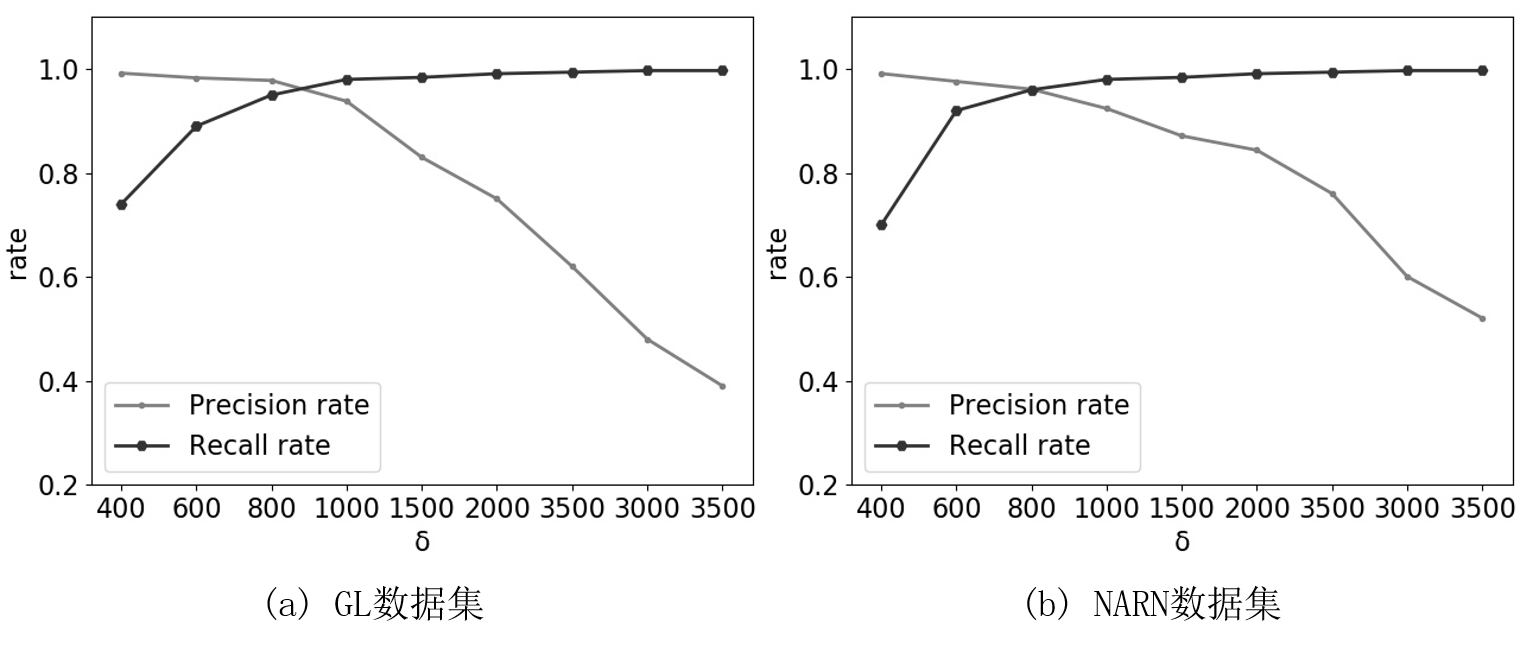 1.0
0.8
0.6
0.4
0.2
rate
Precision rate
Recall rate
400 600 800 1000 1500 2000 3500 3000 3500
δ
(a) GL数据集
1.0
0.8
0.6
0.4
0.2
rate
Precision rate
Recall rate
400 600 800 1000 1500 2000 3500 3000 3500
δ
(b) NARN数据集